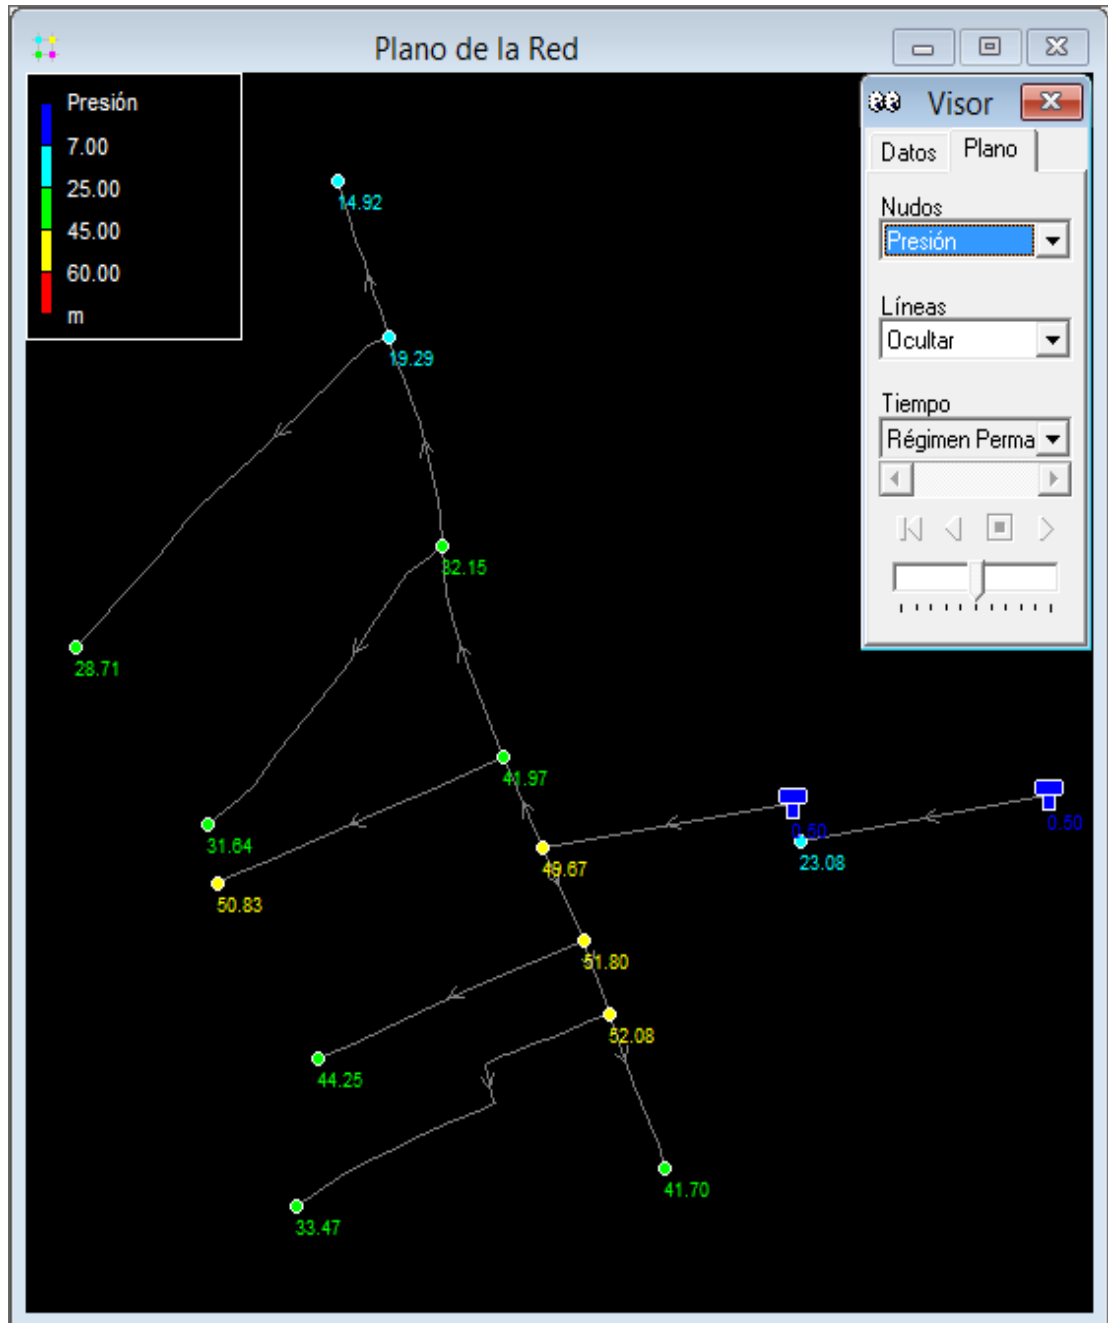 Plano de la Red
Presión
7.00
25.00
45.00
60.00
m
Visor
Datos Plano
Nudos
Presión
Líneas
Ocultar
Tiempo
Régimen Perma
14.92
19.29
32.15
28.71
41.97
31.64
50.83
49.67
0.50
0.50
23.08
51.80
52.08
44.25
41.70
33.47